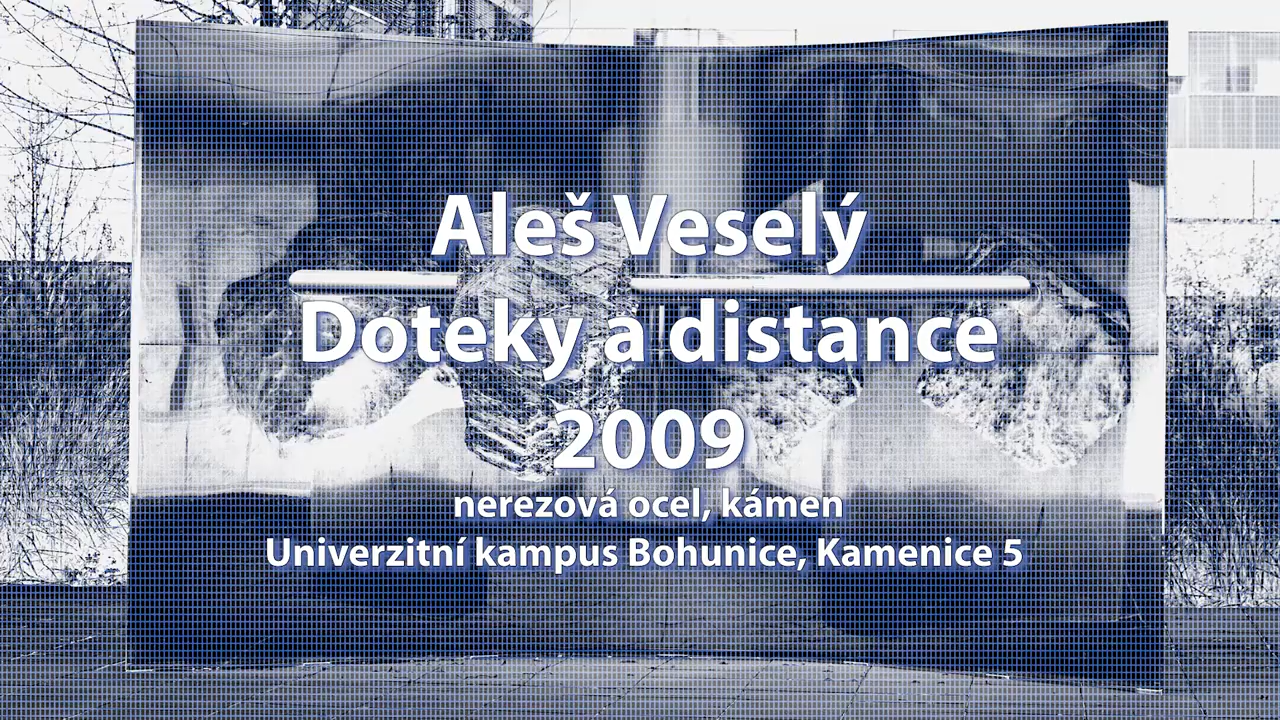 Aleš Veselý
Doteky a distance
2009
nerezová ocel, kámen
Univerzitní kampus Bohunice, Kamenice 5